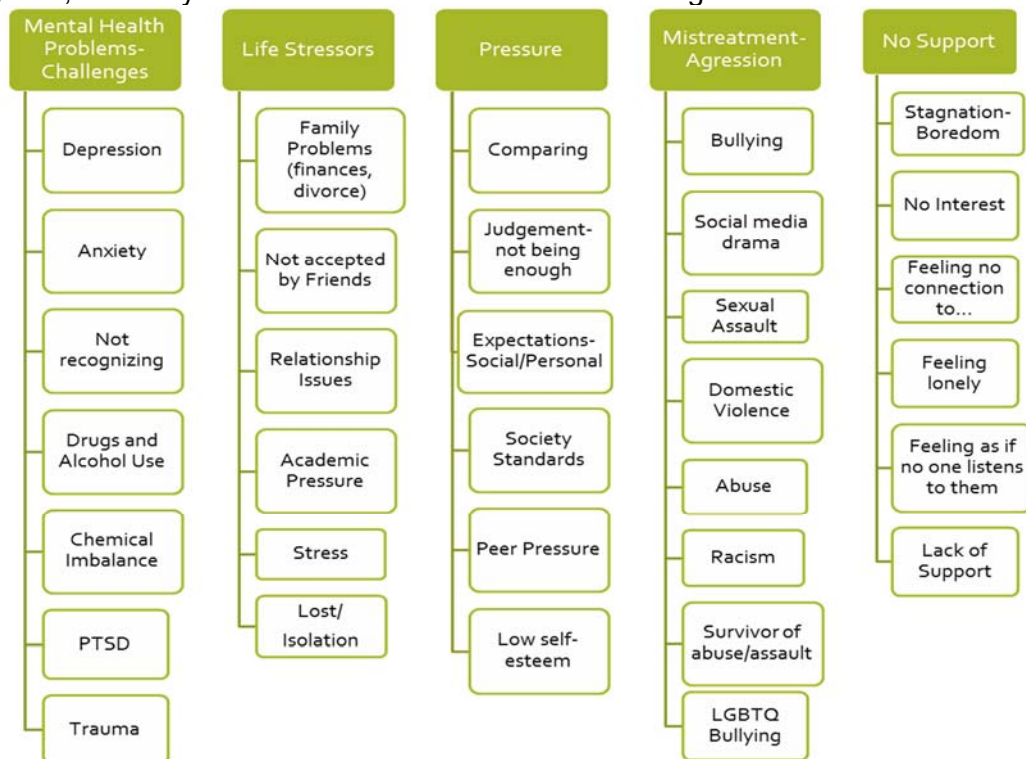 Mental Health
Problems-
Challenges
Depression
Anxiety
Not
recognizing
Drugs and
Alcohol Use
Chemical
Imbalance
PTSD
Trauma
Life Stressors
Family
Problems
(finances,
divorce)
Not accepted
by Friends
Relationship
Issues
Academic
Pressure
Stress
Lost/
Isolation
Pressure
Comparing
Judgement-
not being
enough
Expectations-
Social/Personal
Society
Standards
Peer Pressure
Low self-
esteem
Mistreatment-
Agression
Bullying
Social media
drama
Sexual
Assault
Domestic
Violence
Abuse
Racism
Survivor of
abuse/assault
LGBTQ
Bullying
No Support
Stagnation-
Boredom
No Interest
Feeling no
connection
to...
Feeling
lonely
Feeling as if
no one listens
to them
Lack of
Support